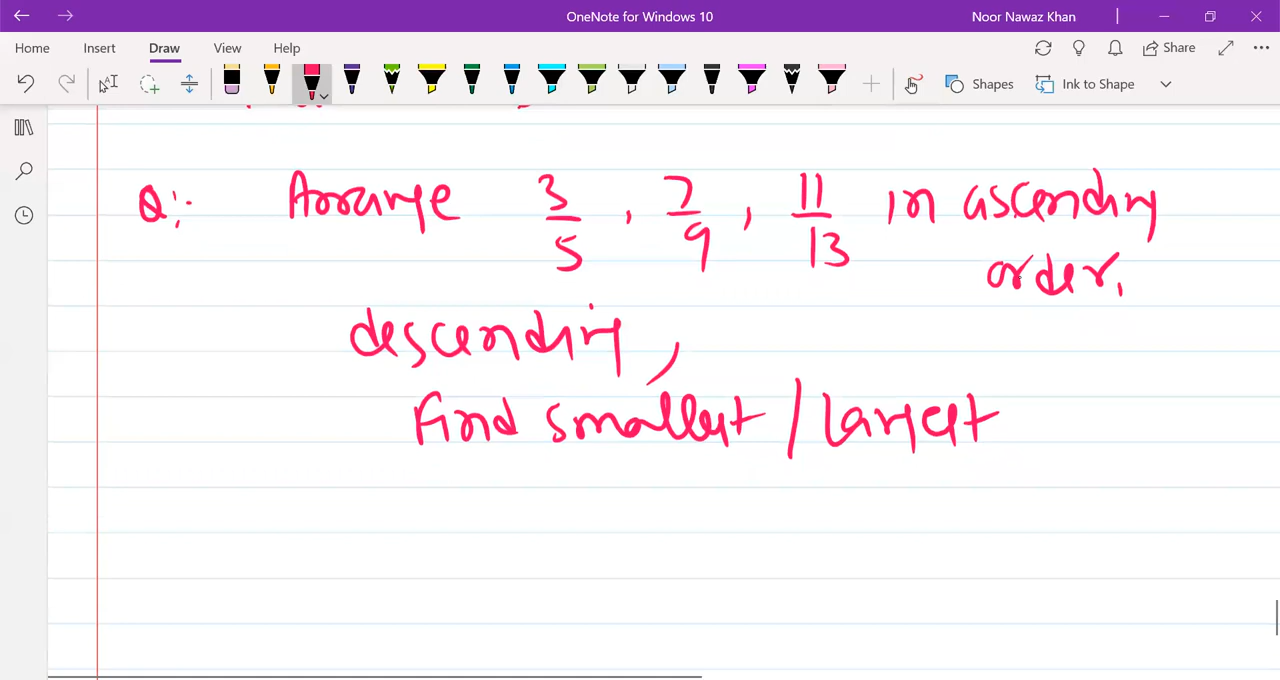 OneNote for Windows 10
Noor Nawaz Khan
Home Insert Draw View Help
Share
Shapes
Ink to Shape
Q:- Arrange 3/5 , 7/9 , 11/13 in ascending
order,
descending,
Find smallest / largest